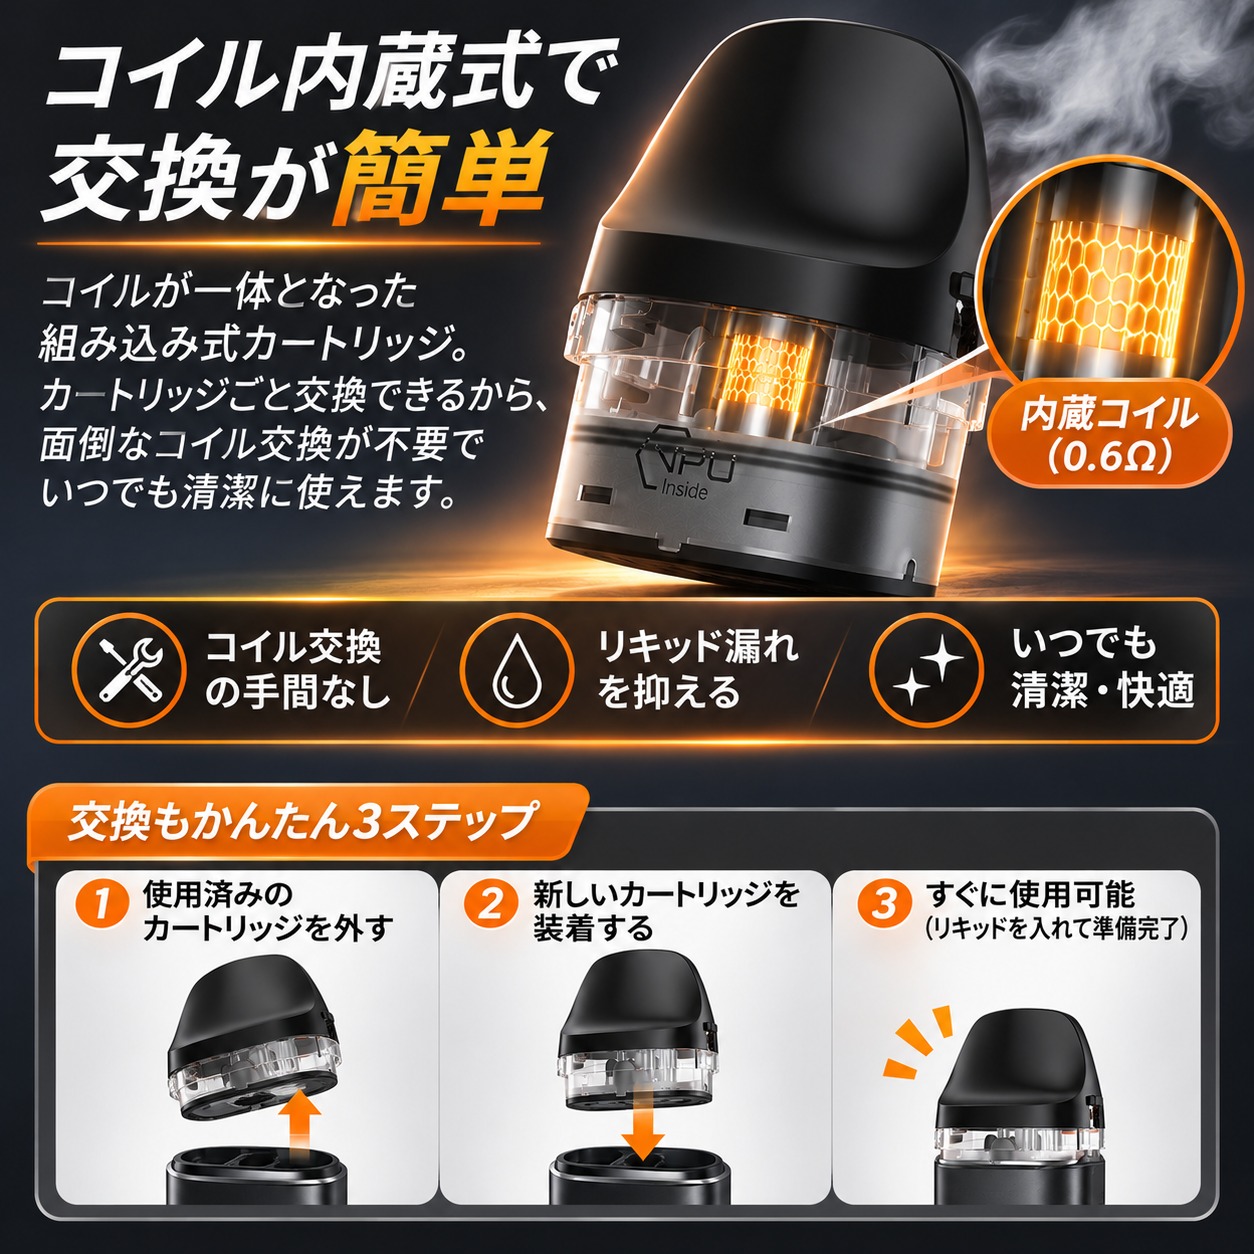 コイル内蔵式で
交換が簡単
コイルが一体となった
組み込み式カートリッジ。
カートリッジごと交換できるから、
面倒なコイル交換が不要で
いつでも清潔に使えます。
内蔵コイル
（0.6Ω）
VPU
Inside
コイル交換
の手間なし
リキッド漏れ
を抑える
いつでも
清潔・快適
交換もかんたん3ステップ
1 使用済みの
カートリッジを外す
2 新しいカートリッジを
装着する
3 すぐに使用可能
（リキッドを入れて準備完了）